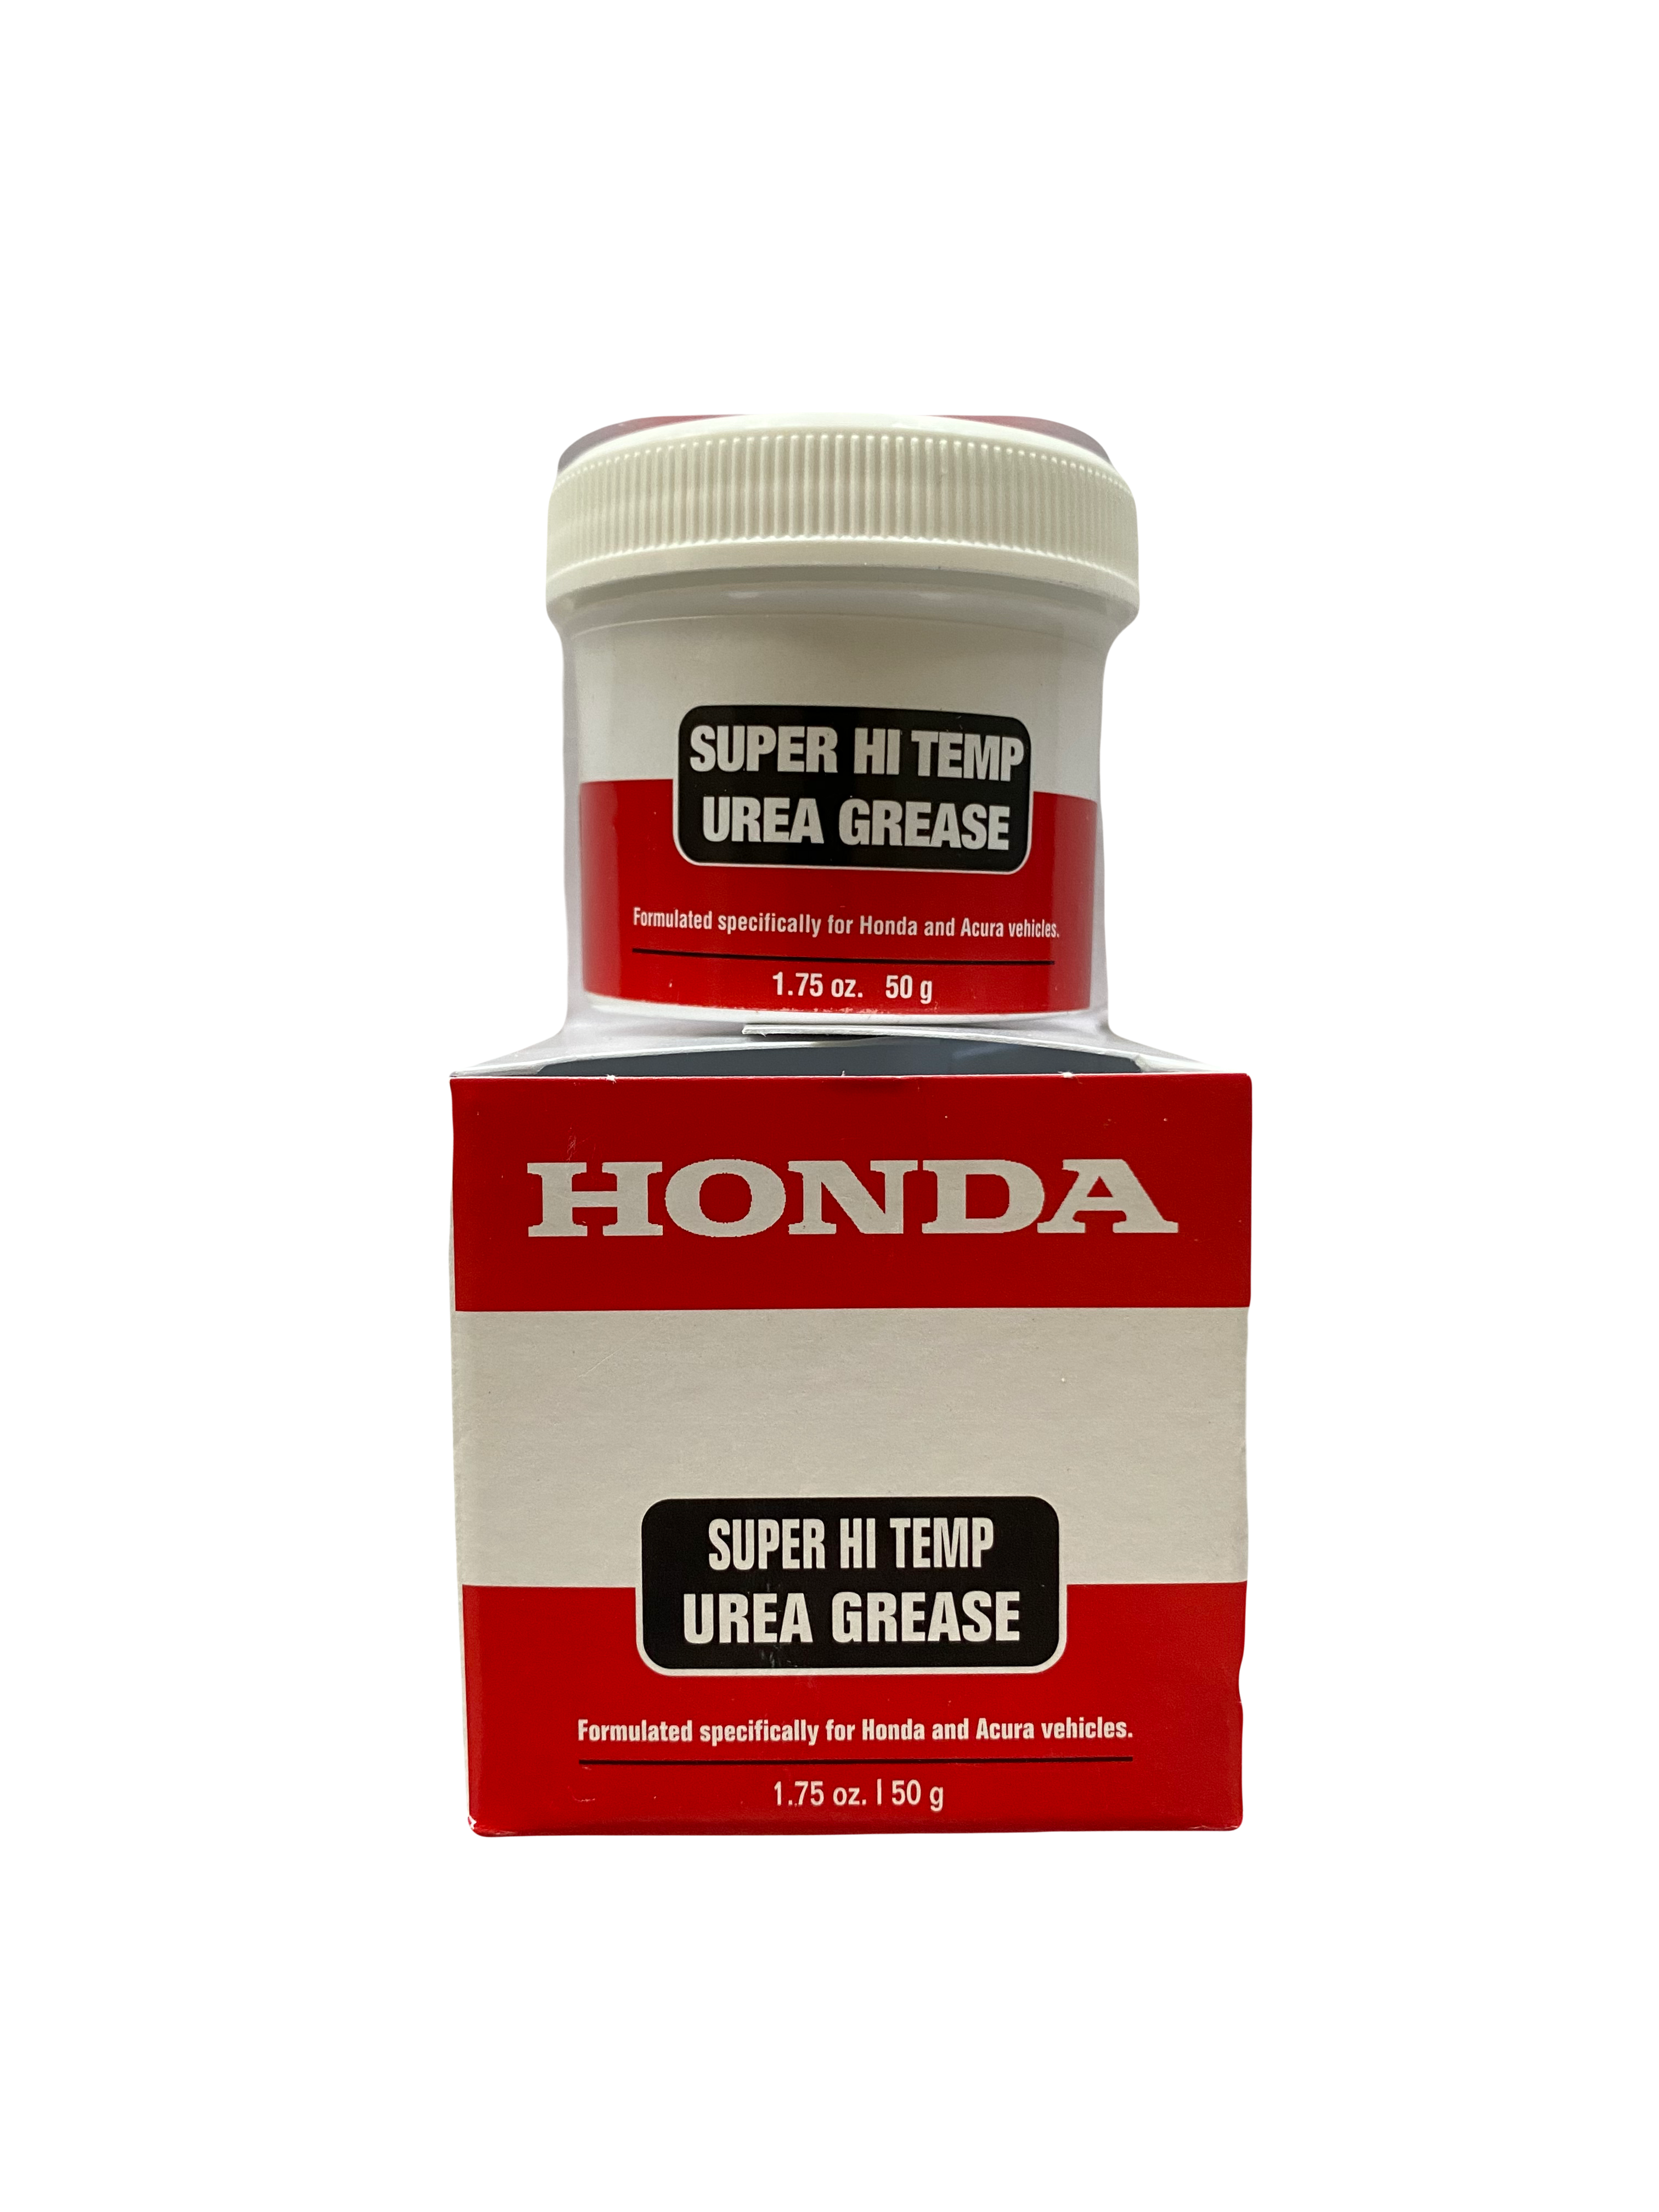 SUPER HI TEMP
UREA GREASE
Formulated specifically for Honda and Acura vehicles.
1.75 oz. 50 g
HONDA
SUPER HI TEMP
UREA GREASE
Formulated specifically for Honda and Acura vehicles.
1.75 oz. | 50 g